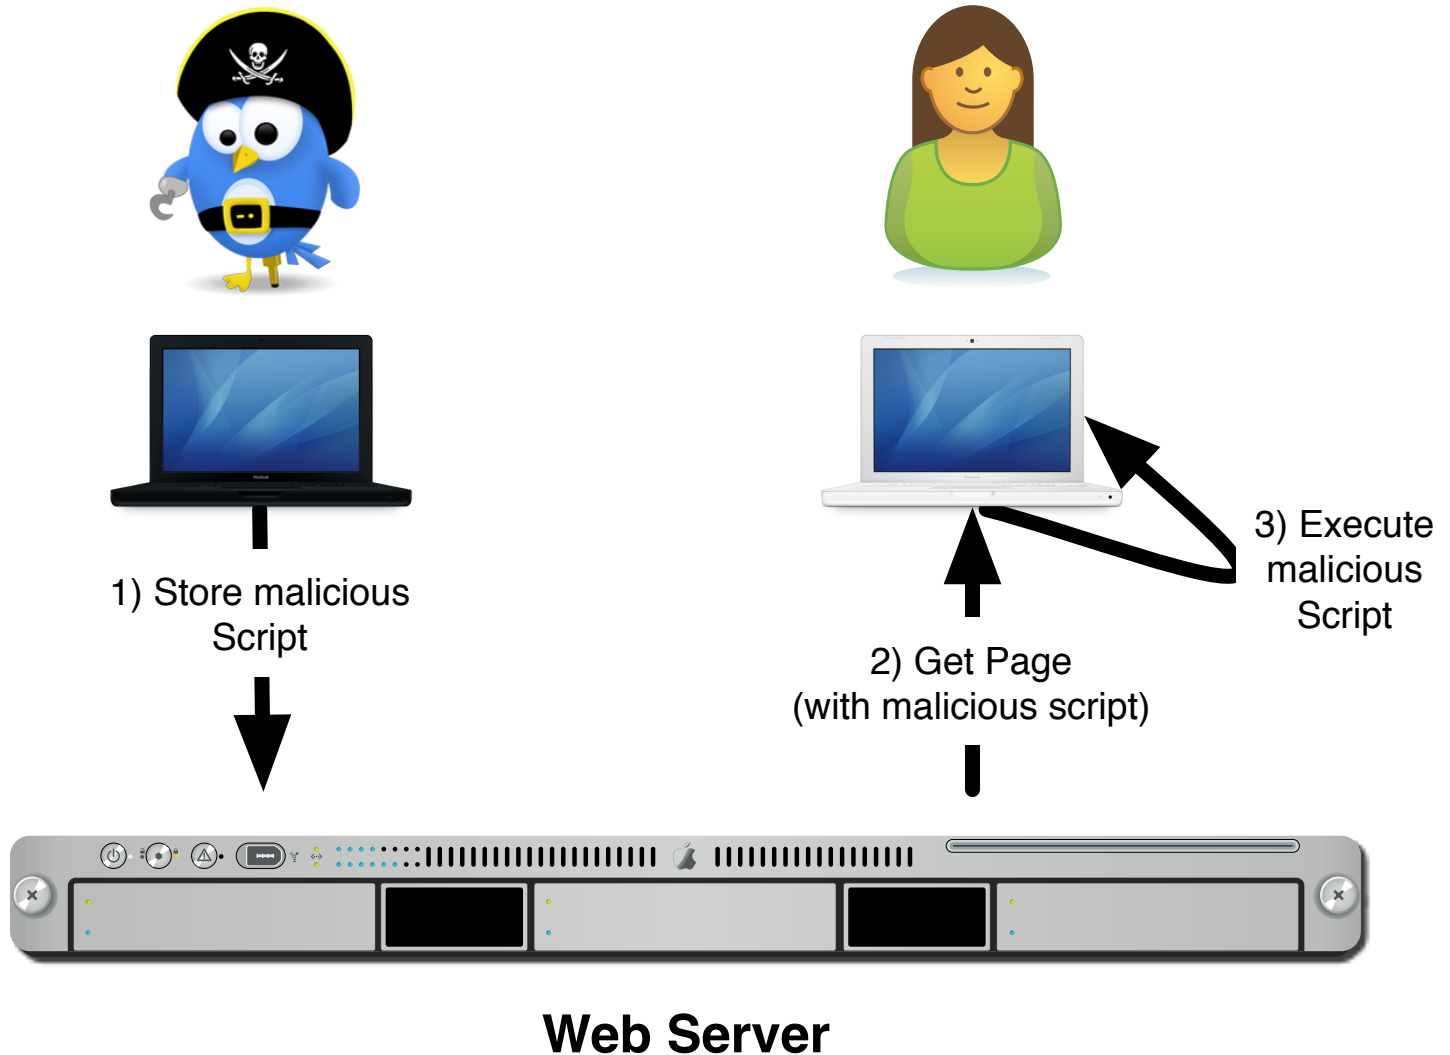 1) Store malicious
Script
2) Get Page
(with malicious script)
3) Execute
malicious
Script
Web Server